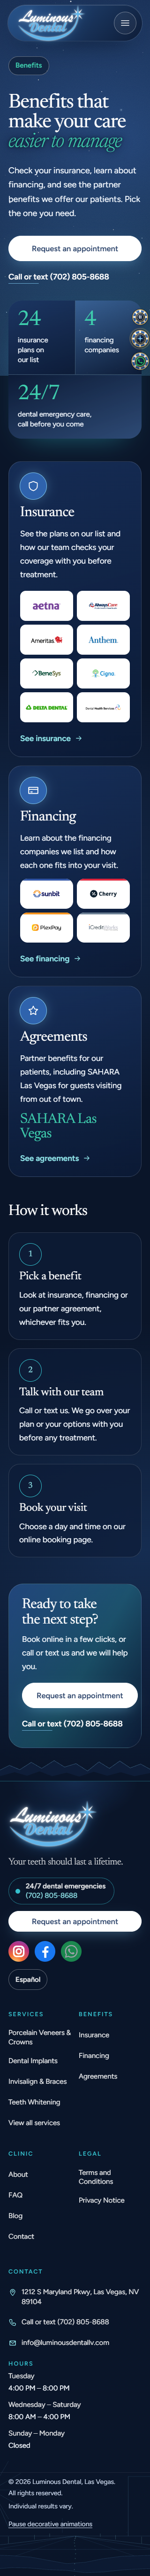 Luminous
Dental
Benefits
Benefits that
make your care
easier to manage
Check your insurance, learn about
financing, and see the partner
benefits we offer our patients. Pick
the one you need.
Request an appointment
Call or text (702) 805-8688
24
insurance
plans on
our list
4
financing
companies
24/7
dental emergency care,
call before you come
Insurance
See the plans on our list and
how our team checks your
coverage with you before
treatment.
aetna
AlwaysCare
Ameritas
Anthem
BeneSys
Cigna
DELTA DENTAL
See insurance →
Financing
Learn about the financing
companies we list and how
each one fits into your visit.
sunbit
Cherry
PlexPay
iCreditWorks
See financing →
Agreements
Partner benefits for our
patients, including SAHARA
Las Vegas for guests visiting
from out of town.
SAHARA Las
Vegas
See agreements →
How it works
1
Pick a benefit
Look at insurance, financing or
our partner agreement,
whichever fits you.
2
Talk with our team
Call or text us. We go over your
plan or your options with you
before any treatment.
3
Book your visit
Choose a day and time on our
online booking page.
Ready to take
the next step?
Book online in a few clicks, or
call or text us and we will help
you.
Request an appointment
Call or text (702) 805-8688
Luminous
Dental
Your teeth should last a lifetime.
24/7 dental emergencies
(702) 805-8688
Request an appointment
Español
SERVICES
Porcelain Veneers &
Crowns
Dental Implants
Invisalign & Braces
Teeth Whitening
View all services
BENEFITS
Insurance
Financing
Agreements
CLINIC
About
FAQ
Blog
Contact
LEGAL
Terms and
Conditions
Privacy Notice
CONTACT
1212 S Maryland Pkwy, Las Vegas, NV
89104
Call or text (702) 805-8688
info@luminousdentallv.com
HOURS
Tuesday
4:00 PM – 8:00 PM
Wednesday – Saturday
8:00 AM – 4:00 PM
Sunday – Monday
Closed
© 2026 Luminous Dental, Las Vegas.
All rights reserved.
Individual results vary.
Pause decorative animations